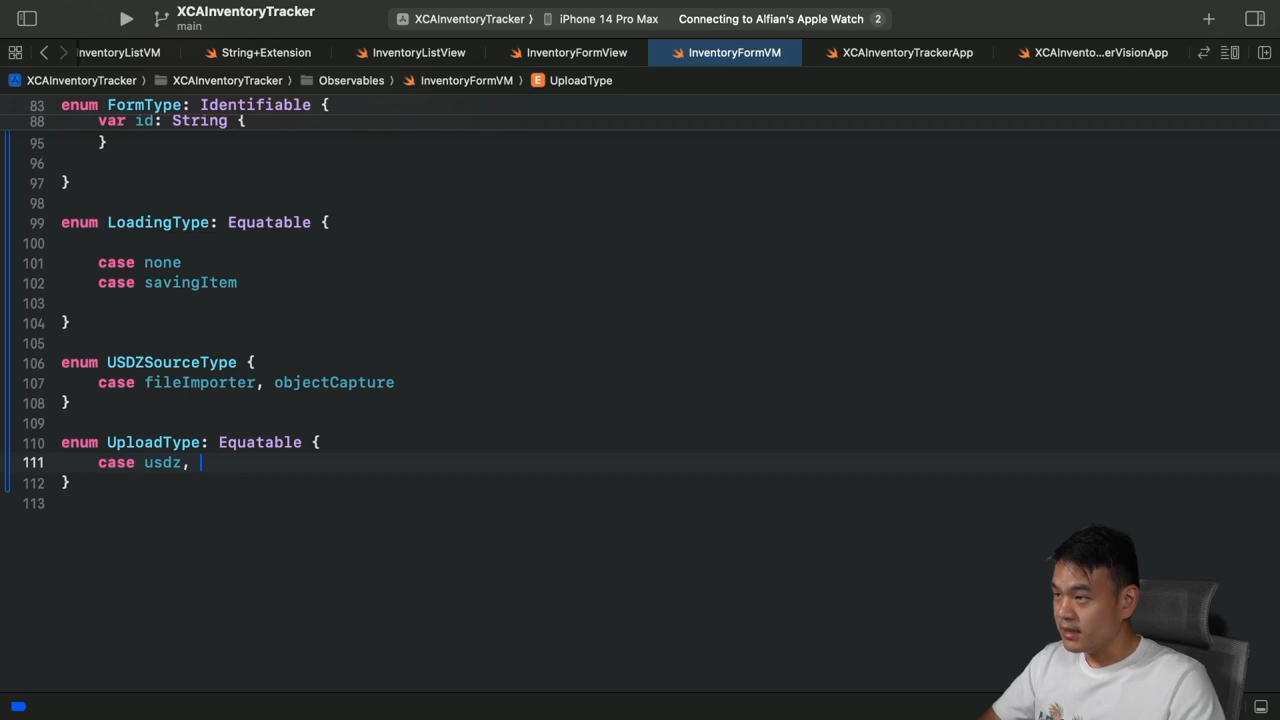 XCAInventoryTracker
main
XCAInventoryTracker 〉 iPhone 14 Pro Max Connecting to Alfian's Apple Watch 2
nventoryListVM String+Extension InventoryListView InventoryFormView InventoryFormVM XCAInventoryTrackerApp XCAInvento...erVisionApp
XCAInventoryTracker 〉 XCAInventoryTracker 〉 Observables 〉 InventoryFormVM 〉 E UploadType
83 enum FormType: Identifiable {
88 var id: String {
95 }
96
97 }
98
99 enum LoadingType: Equatable {
100
101 case none
102 case savingItem
103
104 }
105
106 enum USDZSourceType {
107 case fileImporter, objectCapture
108 }
109
110 enum UploadType: Equatable {
111 case usdz,
112 }
113